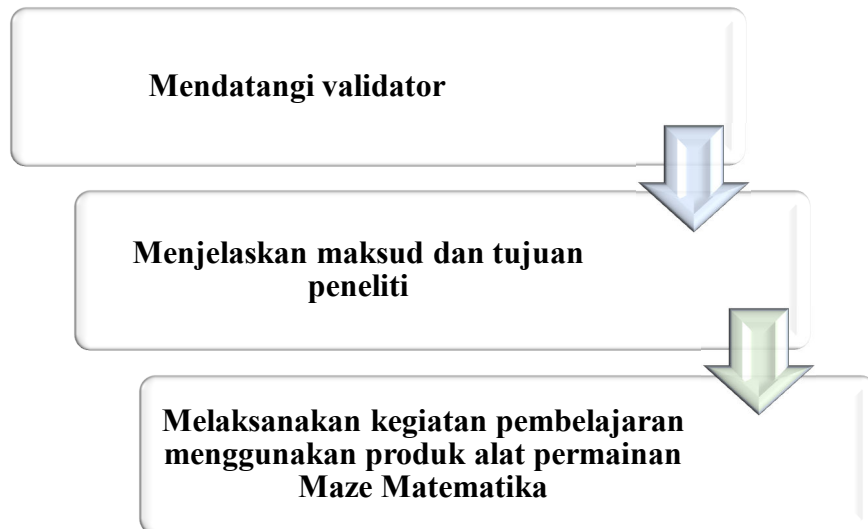 Mendatangi validator
Menjelaskan maksud dan tujuan
peneliti
Melaksanakan kegiatan pembelajaran
menggunakan produk alat permainan
Maze Matematika